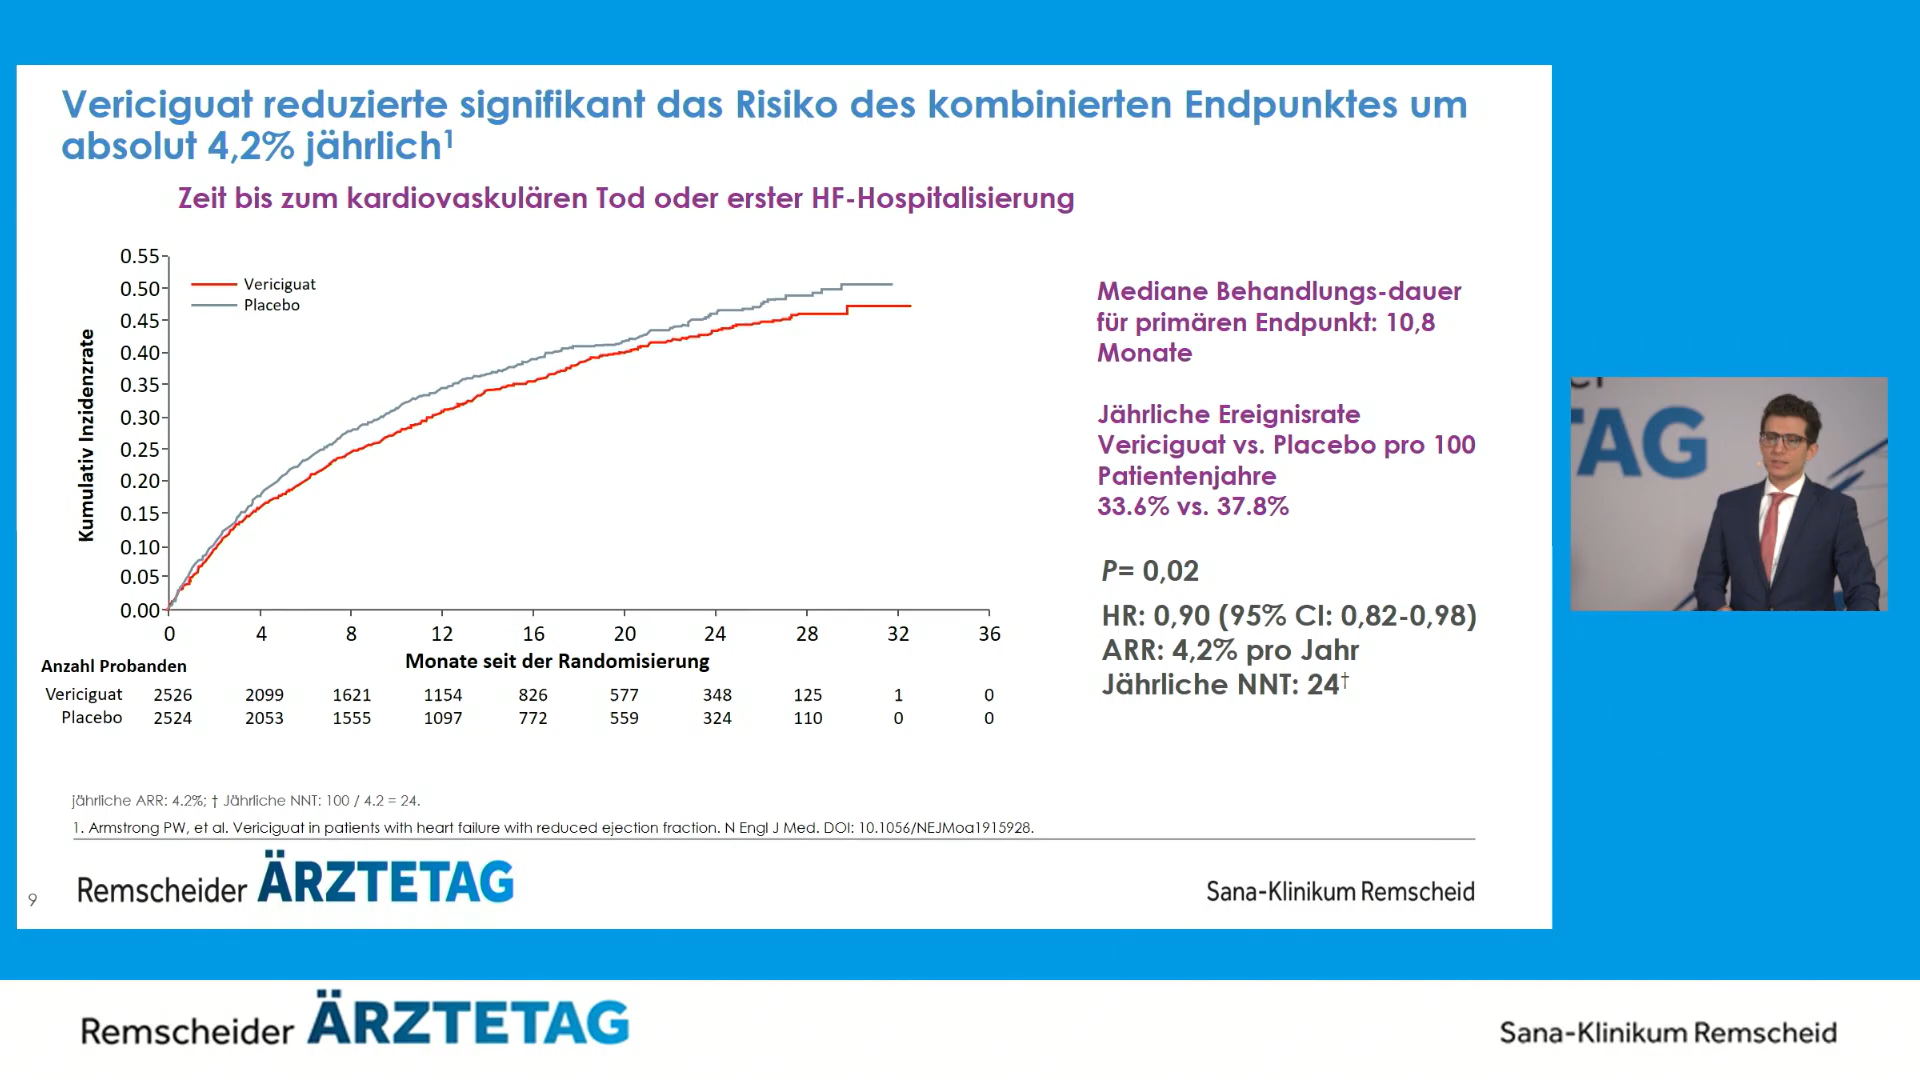 Vericiguat reduzierte signifikant das Risiko des kombinierten Endpunktes um
absolut 4,2% jährlich¹
Zeit bis zum kardiovaskulären Tod oder erster HF-Hospitalisierung
Kumulativ Inzidenzrate
0.55
0.50
0.45
0.40
0.35
0.30
0.25
0.20
0.15
0.10
0.05
0.00
Vericiguat
Placebo
0 4 8 12 16 20 24 28 32 36
Monate seit der Randomisierung
Anzahl Probanden
Vericiguat 2526 2099 1621 1154 826 577 348 125 1 0
Placebo 2524 2053 1555 1097 772 559 324 110 0 0
Mediane Behandlungs-dauer
für primären Endpunkt: 10,8
Monate
Jährliche Ereignisrate
Vericiguat vs. Placebo pro 100
Patientenjahre
33.6% vs. 37.8%
P= 0,02
HR: 0,90 (95% CI: 0,82-0,98)
ARR: 4,2% pro Jahr
Jährliche NNT: 24†
jährliche ARR: 4.2%; † Jährliche NNT: 100 / 4.2 = 24.
1. Armstrong PW, et al. Vericiguat in patients with heart failure with reduced ejection fraction. N Engl J Med. DOI: 10.1056/NEJMoa1915928.
9
Remscheider ÄRZTETAG
Sana-Klinikum Remscheid
TAG
Remscheider ÄRZTETAG
Sana-Klinikum Remscheid